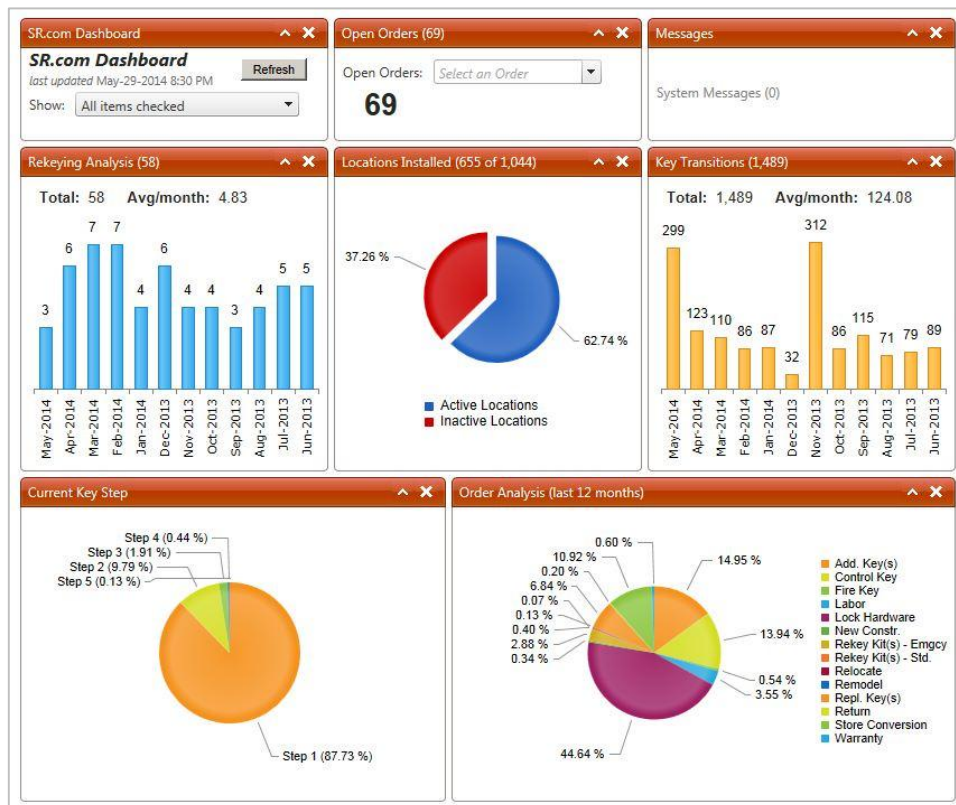 SR.com Dashboard
SR.com Dashboard
last updated May-29-2014 8:30 PM
Refresh
Show: All items checked
Open Orders (69)
Open Orders: Select an Order
69
Messages
System Messages (0)
Rekeying Analysis (58)
Total: 58 Avg/month: 4.83
3 6 7 7 4 6 4 4 3 4 5 5
May-2014 Apr-2014 Mar-2014 Feb-2014 Jan-2014 Dec-2013 Nov-2013 Oct-2013 Sep-2013 Aug-2013 Jul-2013 Jun-2013
Locations Installed (655 of 1,044)
37.26 %
62.74 %
Active Locations
Inactive Locations
Key Transitions (1,489)
Total: 1,489 Avg/month: 124.08
299 123 110 86 87 32 312 86 115 71 79 89
May-2014 Apr-2014 Mar-2014 Feb-2014 Jan-2014 Dec-2013 Nov-2013 Oct-2013 Sep-2013 Aug-2013 Jul-2013 Jun-2013
Current Key Step
Step 4 (0.44 %)
Step 3 (1.91 %)
Step 2 (9.79 %)
Step 5 (0.13 %)
Step 1 (87.73 %)
Order Analysis (last 12 months)
0.60 %
10.92 %
0.20 %
6.84 %
0.07 %
0.13 %
0.40 %
2.88 %
0.34 %
14.95 %
13.94 %
0.54 %
3.55 %
44.64 %
Add. Key(s)
Control Key
Fire Key
Labor
Lock Hardware
New Constr.
Rekey Kit(s) - Emgcy
Rekey Kit(s) - Std.
Relocate
Remodel
Repl. Key(s)
Return
Store Conversion
Warranty